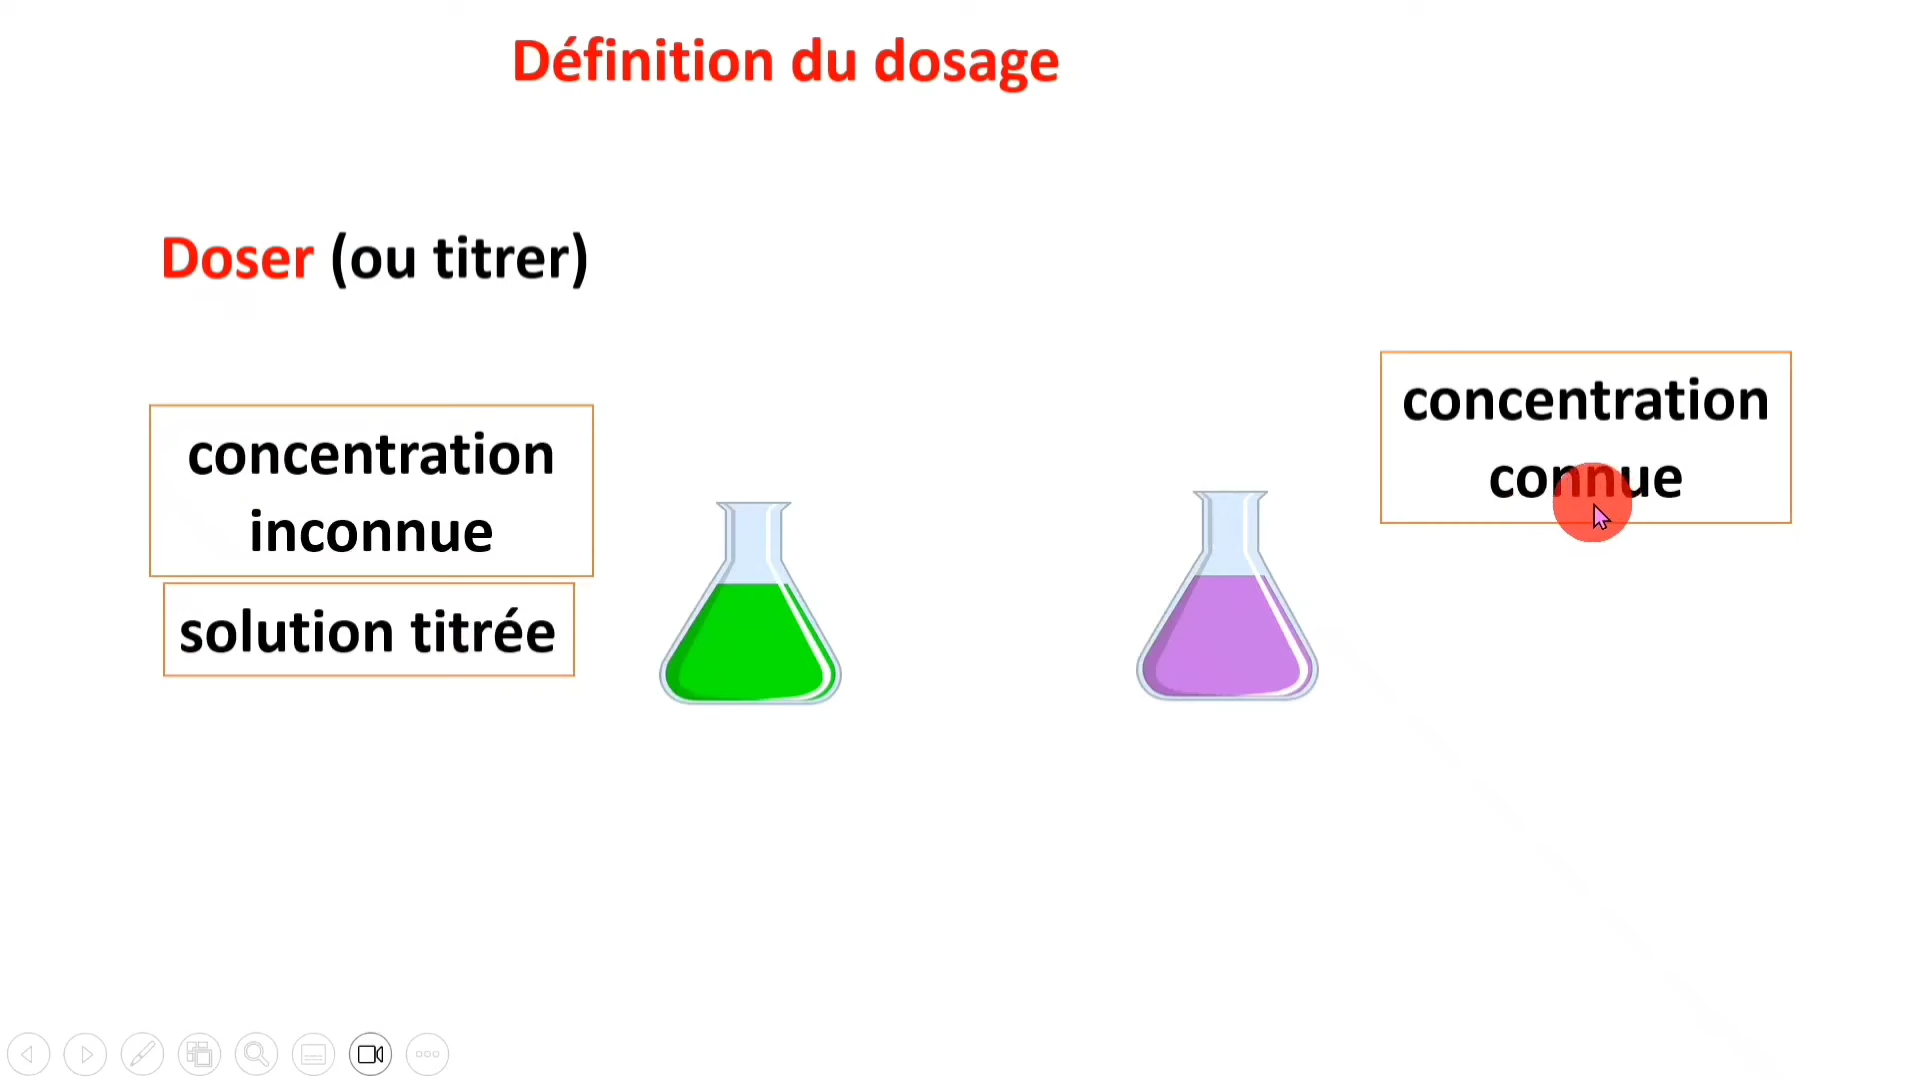 Définition du dosage
Doser (ou titrer)
concentration
inconnue
solution titrée
concentration
connue